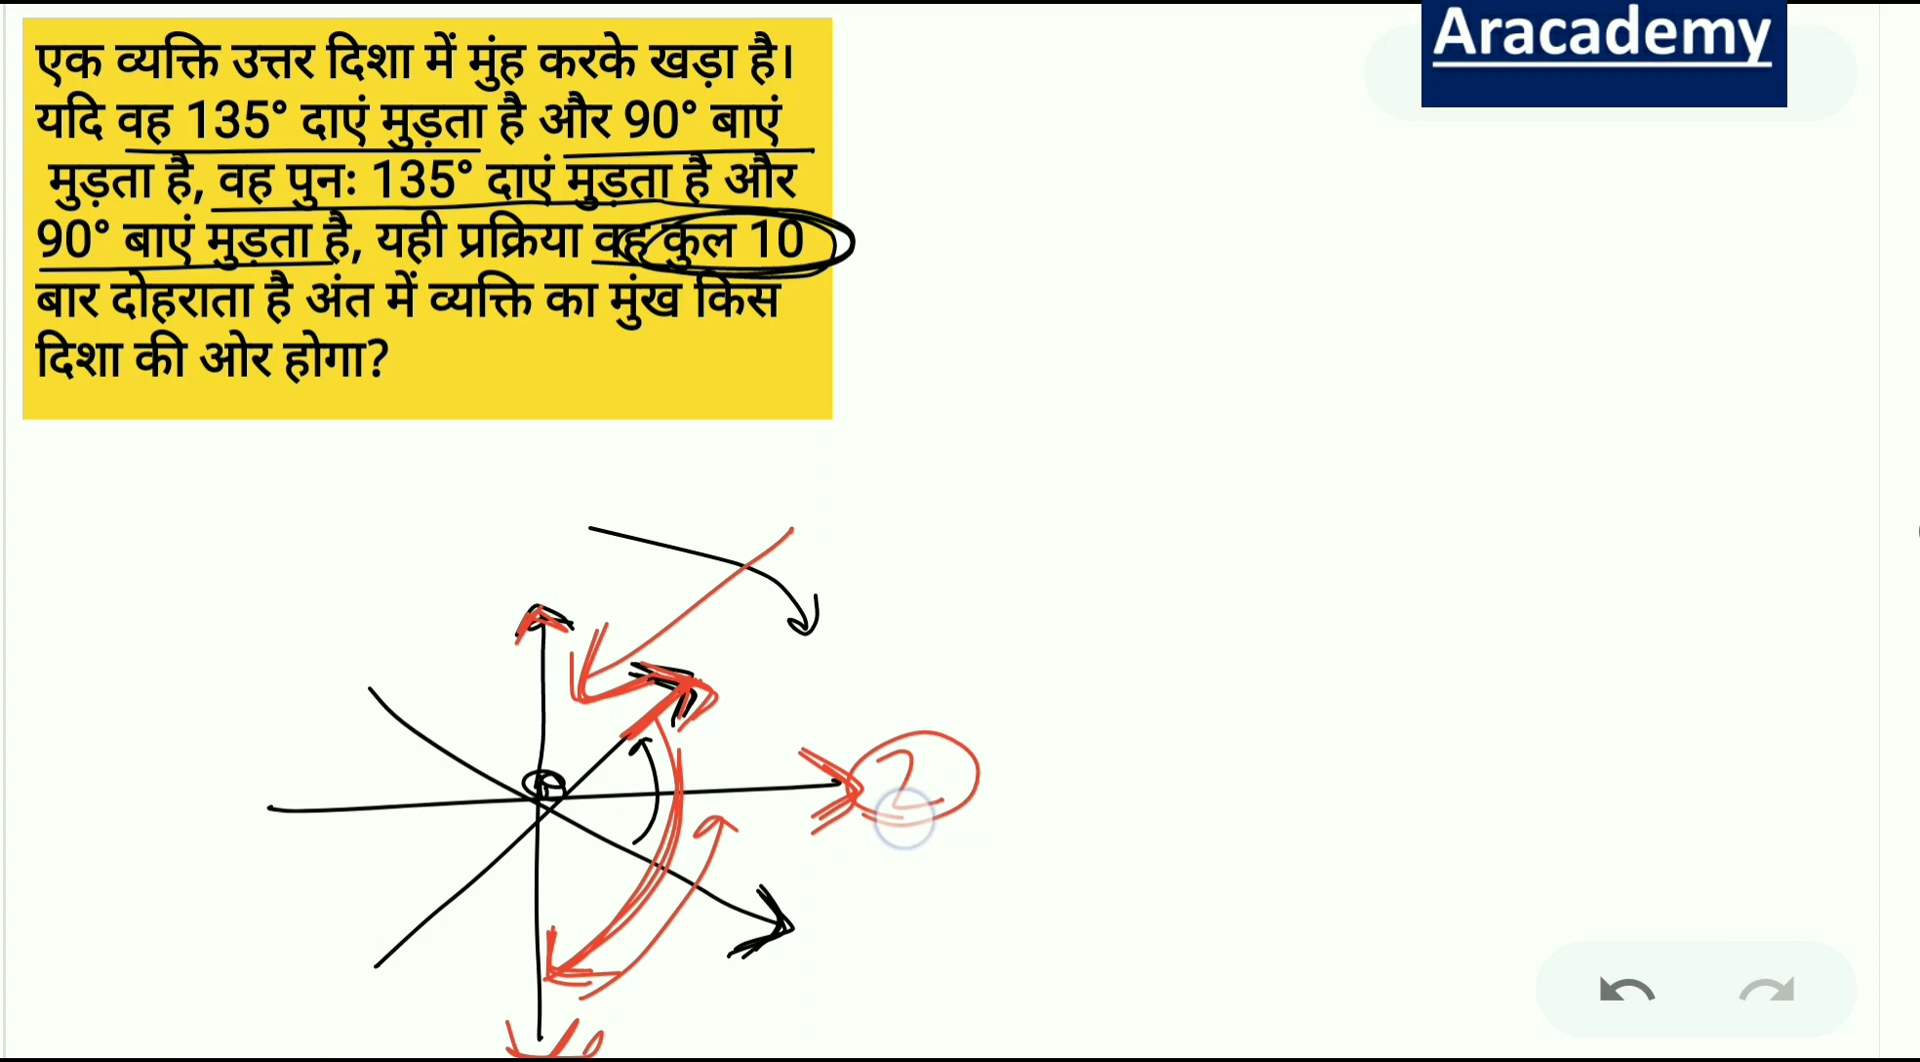 एक व्यक्ति उत्तर दिशा में मुंह करके खड़ा है।
यदि वह 135° दाएं मुड़ता है और 90° बाएं
मुड़ता है, वह पुनः 135° दाएं मुड़ता है और
90° बाएं मुड़ता है, यही प्रक्रिया वह कुल 10
बार दोहराता है अंत में व्यक्ति का मुंख किस
दिशा की ओर होगा?
Aracademy
2